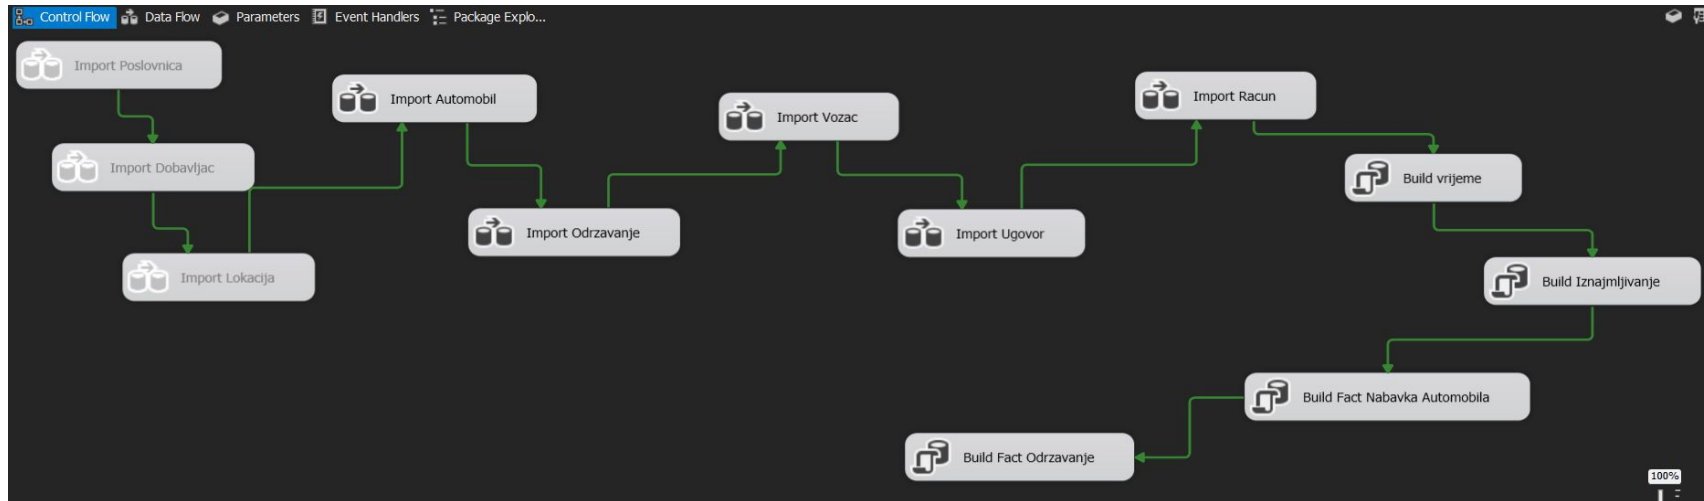 Control Flow Data Flow Parameters Event Handlers Package Explo...
Import Poslovnica
Import Automobil
Import Vozac
Import Racun
Import Dobavljac
Build vrijeme
Import Odrzavanje
Import Ugovor
Import Lokacija
Build Iznajmljivanje
Build Fact Nabavka Automobila
Build Fact Odrzavanje
100%